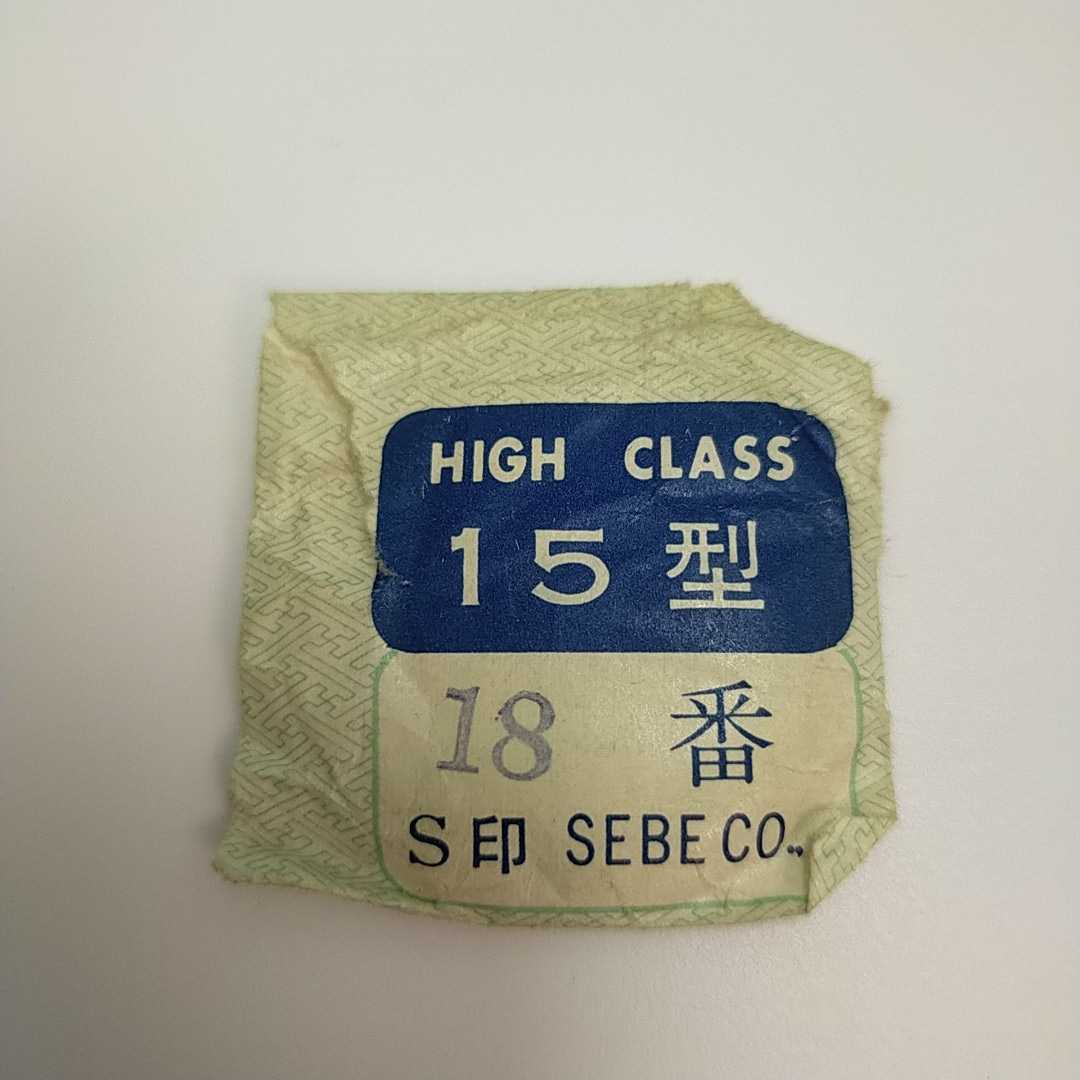 HIGH CLASS
15型
18 番
S印 SEBE CO.,